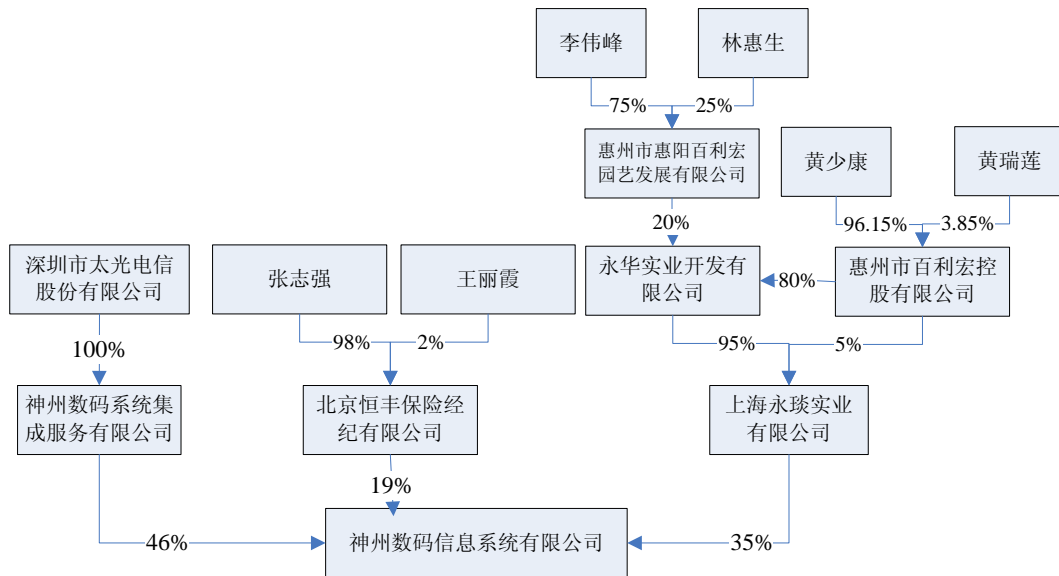 李伟峰
林惠生
75%
25%
惠州市惠阳百利宏
园艺发展有限公司
黄少康
黄瑞莲
20%
96.15%
3.85%
深圳市太光电信
股份有限公司
张志强
王丽霞
永华实业开发有
限公司
80%
惠州市百利宏控
股有限公司
100%
98%
2%
95%
5%
神州数码系统集
成服务有限公司
北京恒丰保险经
纪有限公司
上海永琰实业
有限公司
19%
46%
神州数码信息系统有限公司
35%